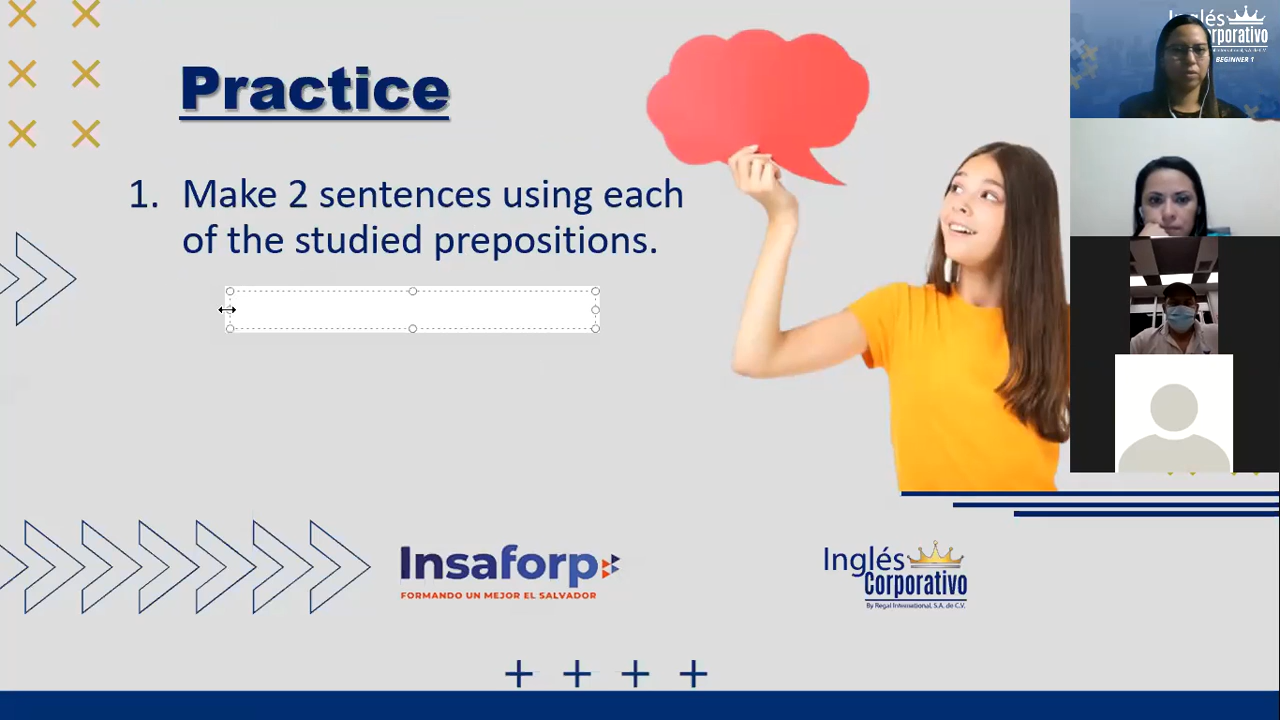 Practice
1. Make 2 sentences using each
of the studied prepositions.
Insaforp
FORMANDO UN MEJOR EL SALVADOR
Inglés
Corporativo
By Regal International, S.A. de C.V.
Inglés
Corporativo
BEGINNER 1